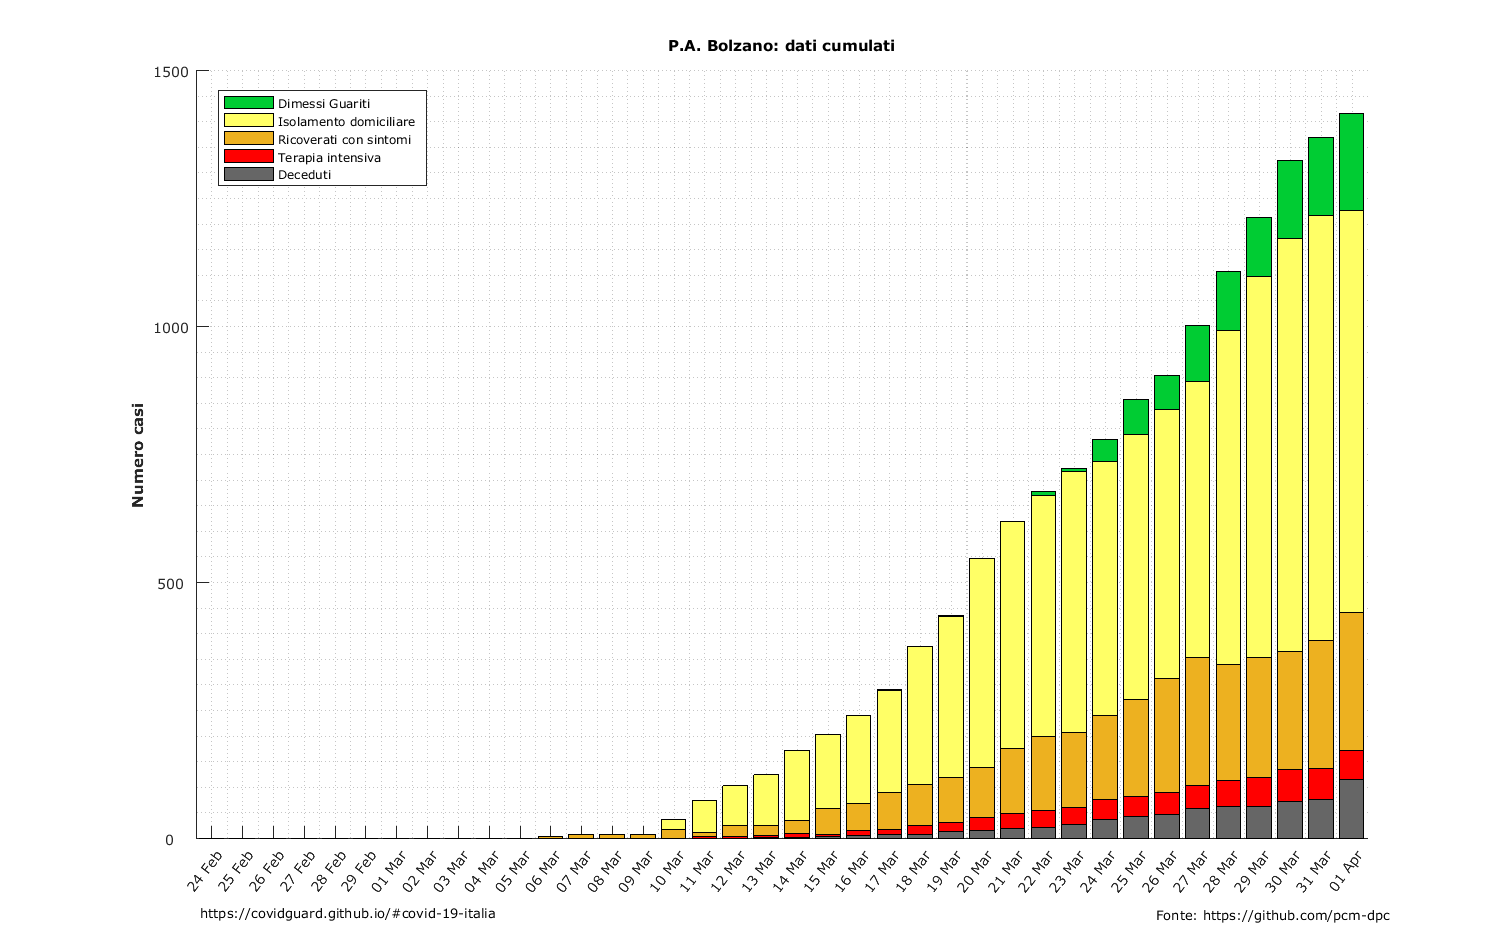 P.A. Bolzano: dati cumulati
1500
1000
500
0
Numero casi
Dimessi Guariti
Isolamento domiciliare
Ricoverati con sintomi
Terapia intensiva
Deceduti
24 Feb
25 Feb
26 Feb
27 Feb
28 Feb
29 Feb
01 Mar
02 Mar
03 Mar
04 Mar
05 Mar
06 Mar
07 Mar
08 Mar
09 Mar
10 Mar
11 Mar
12 Mar
13 Mar
14 Mar
15 Mar
16 Mar
17 Mar
18 Mar
19 Mar
20 Mar
21 Mar
22 Mar
23 Mar
24 Mar
25 Mar
26 Mar
27 Mar
28 Mar
29 Mar
30 Mar
31 Mar
01 Apr
https://covidguard.github.io/#covid-19-italia
Fonte: https://github.com/pcm-dpc